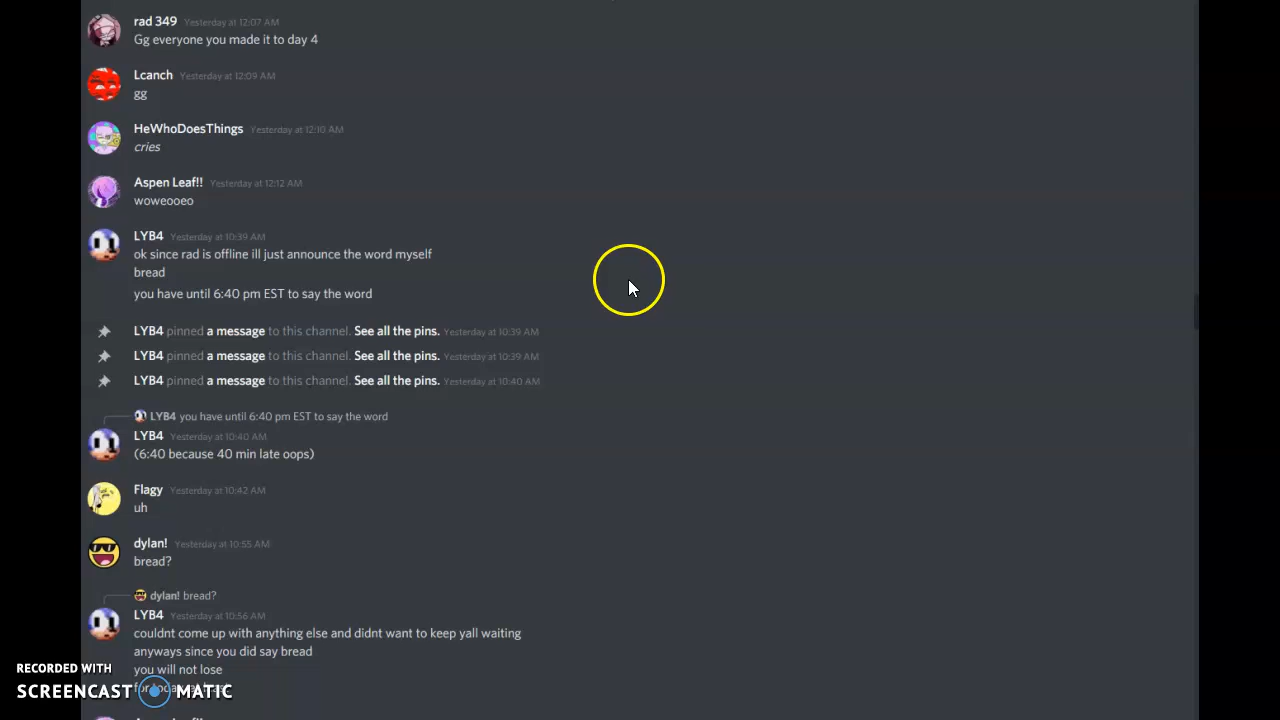 rad 349 Yesterday at 12:07 AM
Gg everyone you made it to day 4
Lcanch Yesterday at 12:09 AM
gg
HeWhoDoesThings Yesterday at 12:10 AM
cries
Aspen Leaf!! Yesterday at 12:12 AM
woweooeo
LYB4 Yesterday at 10:39 AM
ok since rad is offline ill just announce the word myself
bread
you have until 6:40 pm EST to say the word
LYB4 pinned a message to this channel. See all the pins. Yesterday at 10:39 AM
LYB4 pinned a message to this channel. See all the pins. Yesterday at 10:39 AM
LYB4 pinned a message to this channel. See all the pins. Yesterday at 10:40 AM
LYB4 you have until 6:40 pm EST to say the word
LYB4 Yesterday at 10:40 AM
(6:40 because 40 min late oops)
Flagy Yesterday at 10:42 AM
uh
dylan! Yesterday at 10:55 AM
bread?
dylan! bread?
LYB4 Yesterday at 10:56 AM
couldnt come up with anything else and didnt want to keep yall waiting
anyways since you did say bread
you will not lose
RECORDED WITH
SCREENCAST MATIC